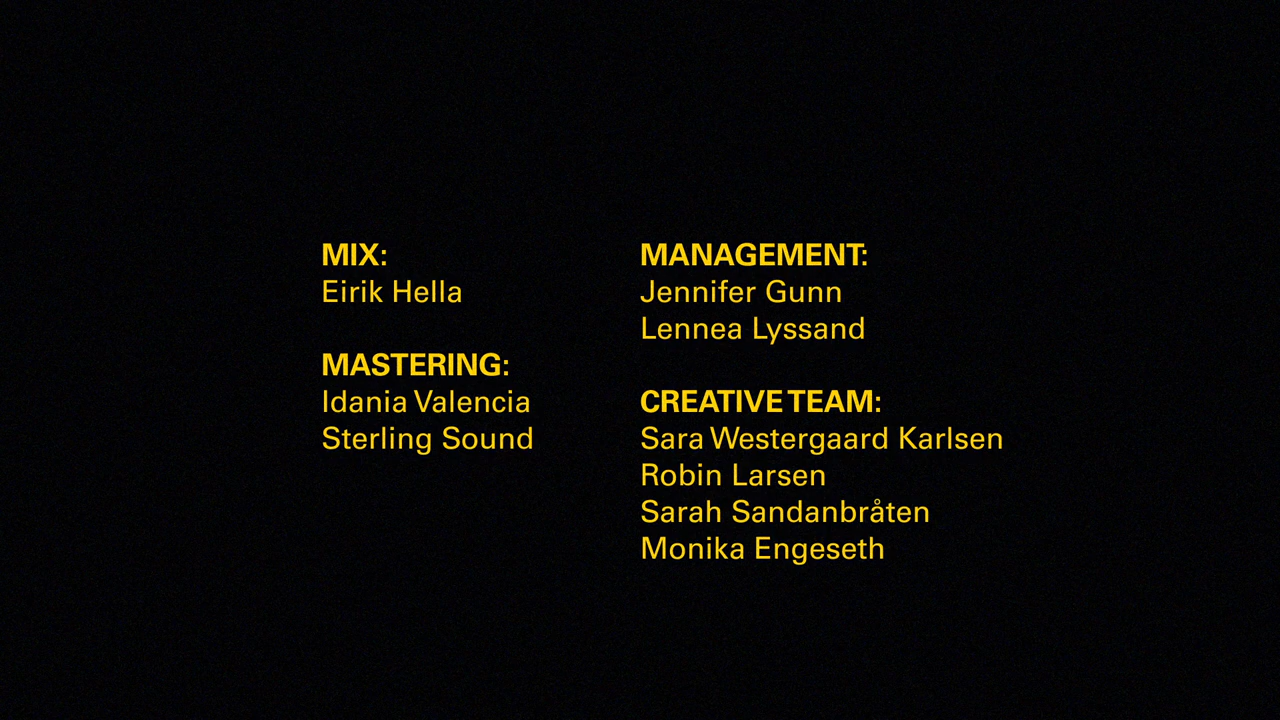 MIX:
Eirik Hella
MASTERING:
Idania Valencia
Sterling Sound
MANAGEMENT:
Jennifer Gunn
Lennea Lyssand
CREATIVE TEAM:
Sara Westergaard Karlsen
Robin Larsen
Sarah Sandanbråten
Monika Engeseth